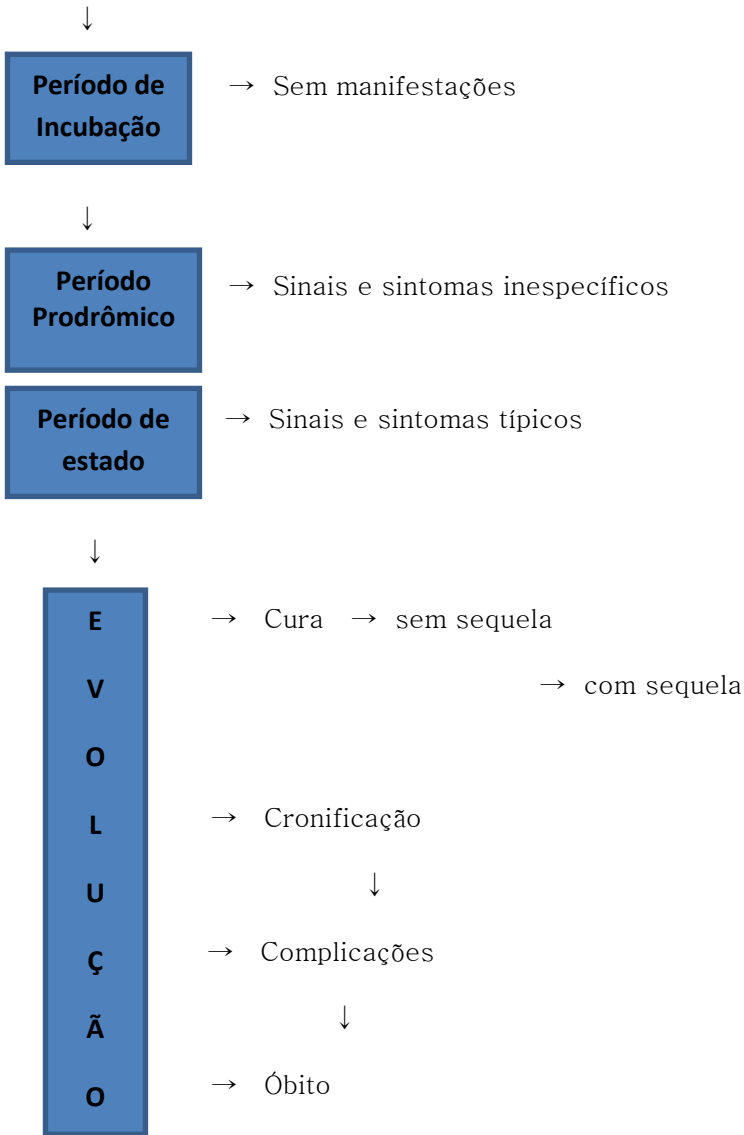 ↓
Período de → Sem manifestações
Incubação
↓
Período → Sinais e sintomas inespecíficos
Prodrômico
Período de → Sinais e sintomas típicos
estado
↓
E → Cura → sem sequela
V → com sequela
O
L → Cronificação
U ↓
Ç → Complicações
Ã ↓
O → Óbito